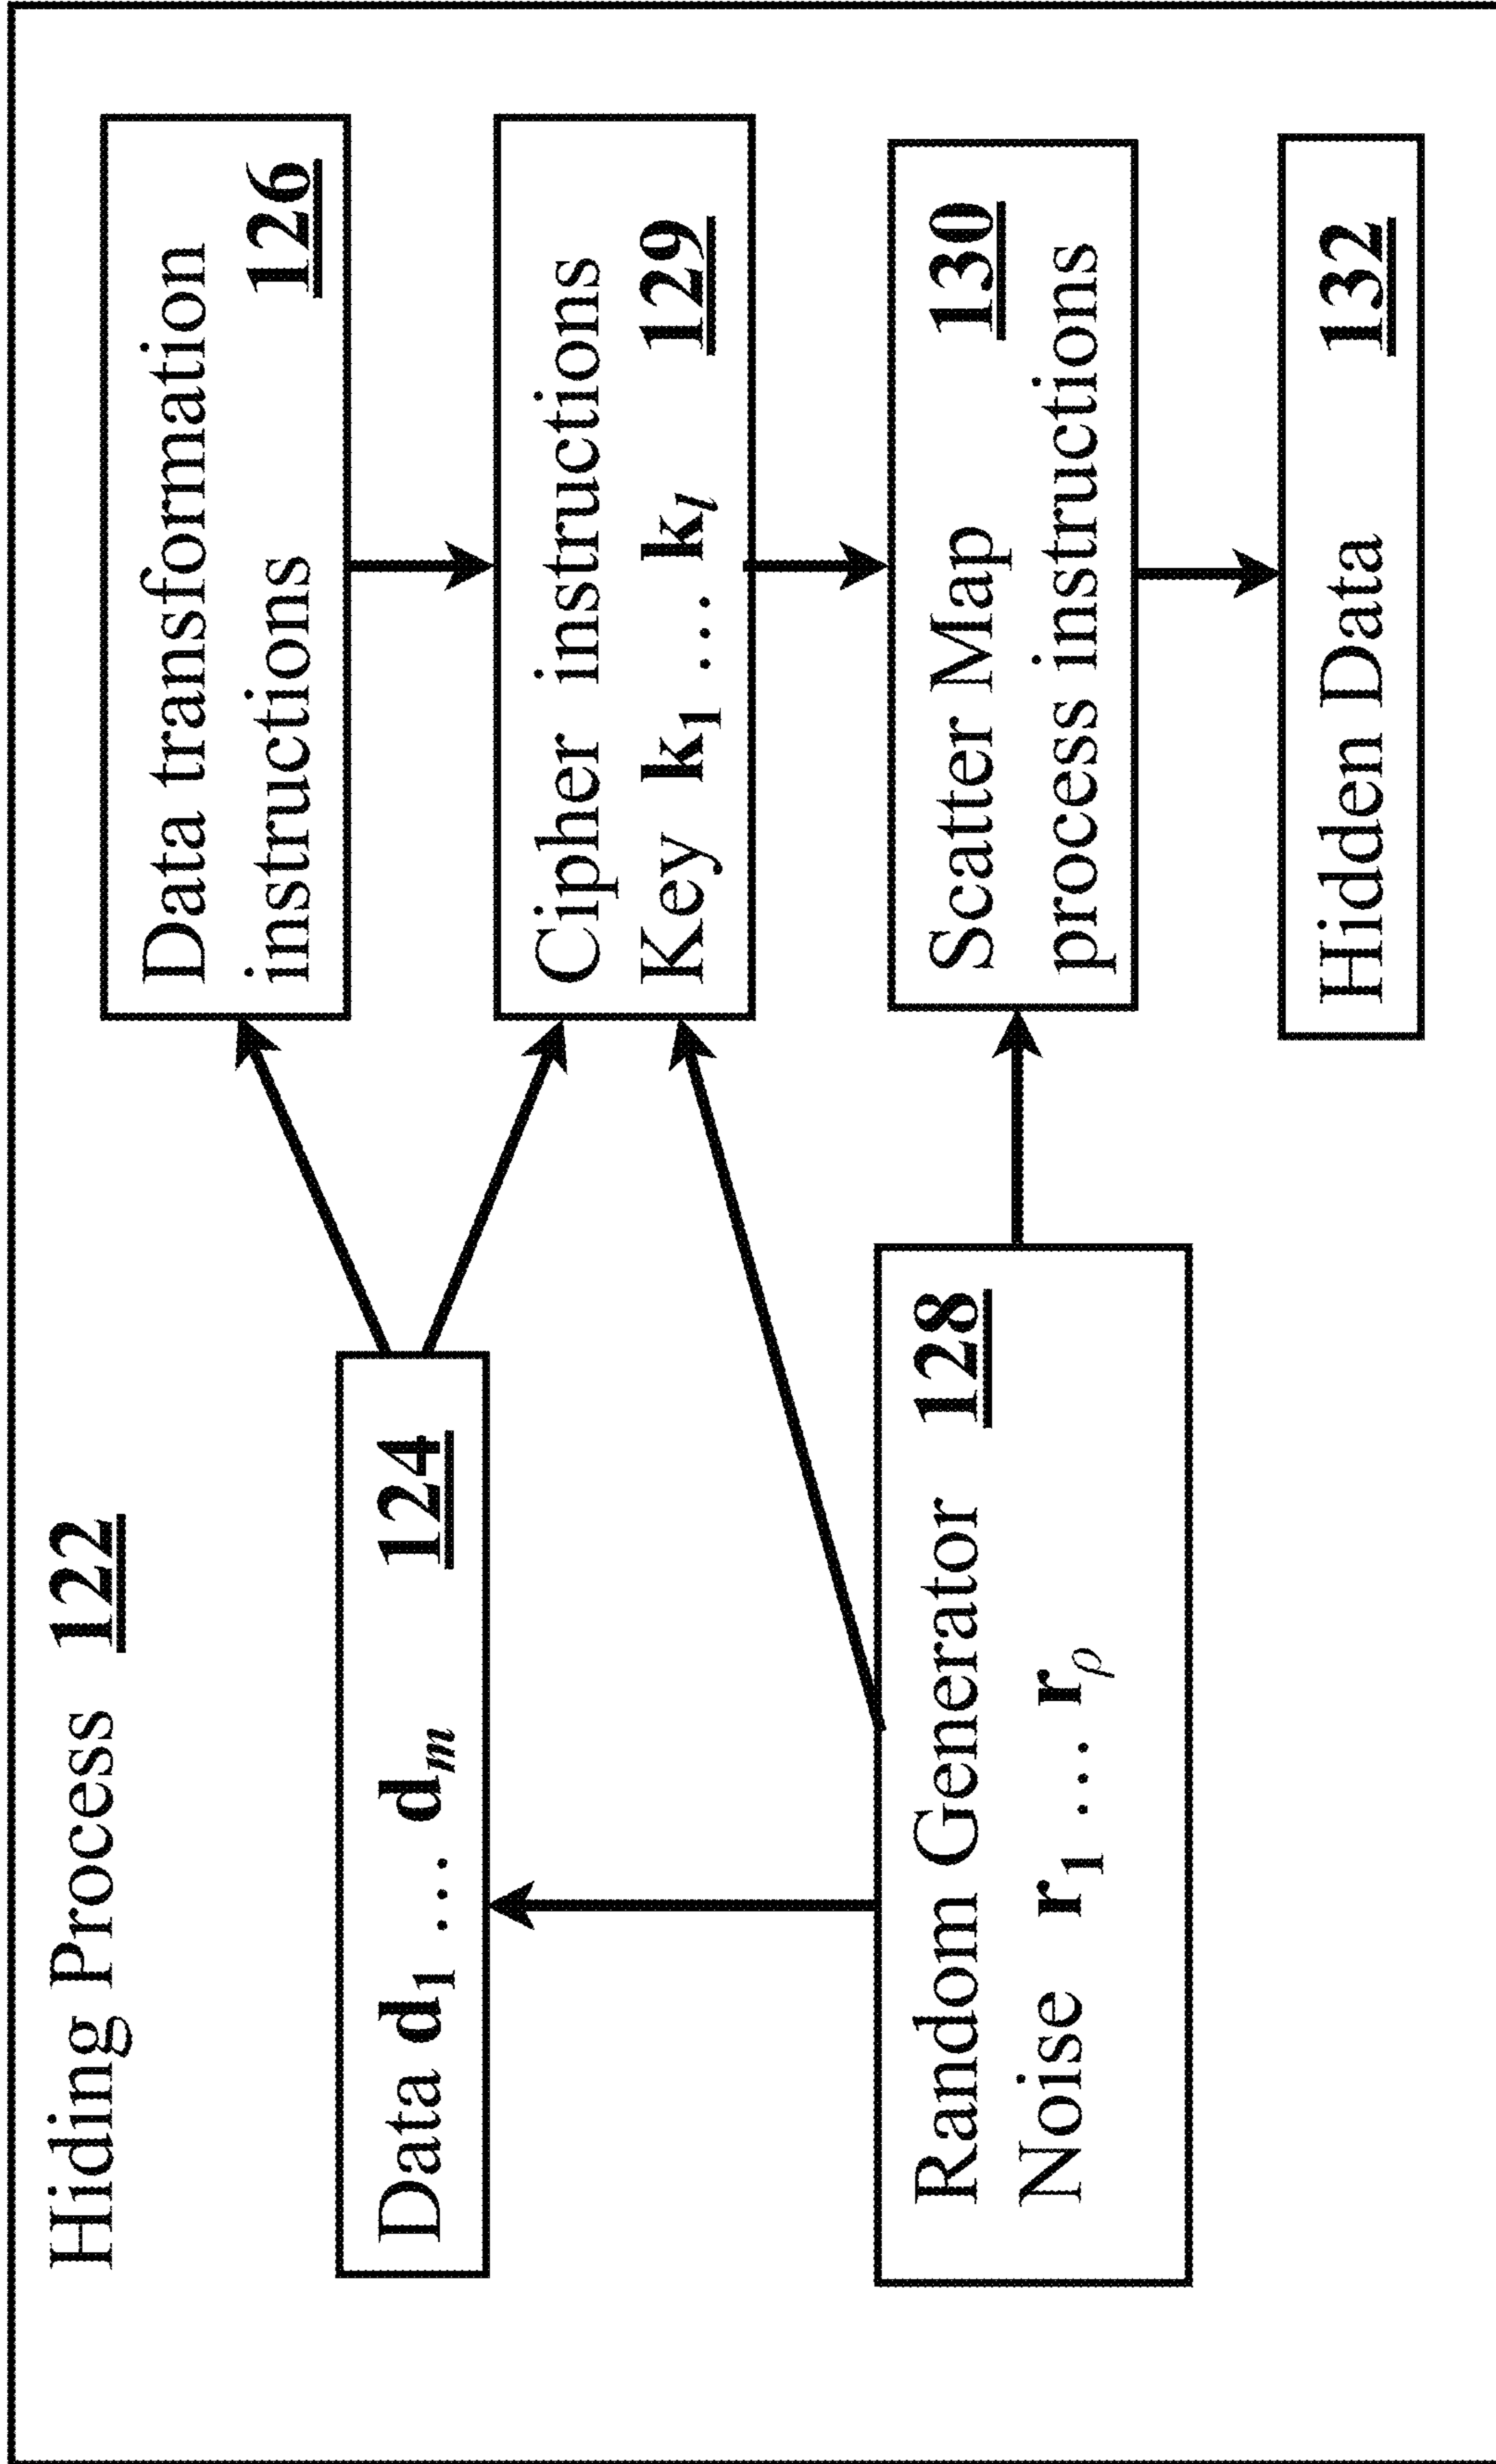 Hiding Process 122
Data d₁ … dₘ 124
Random Generator 128
Noise r₁ … rᵨ
Data transformation
instructions 126
Cipher instructions
Key k₁ … kₗ 129
Scatter Map 130
process instructions
Hidden Data 132